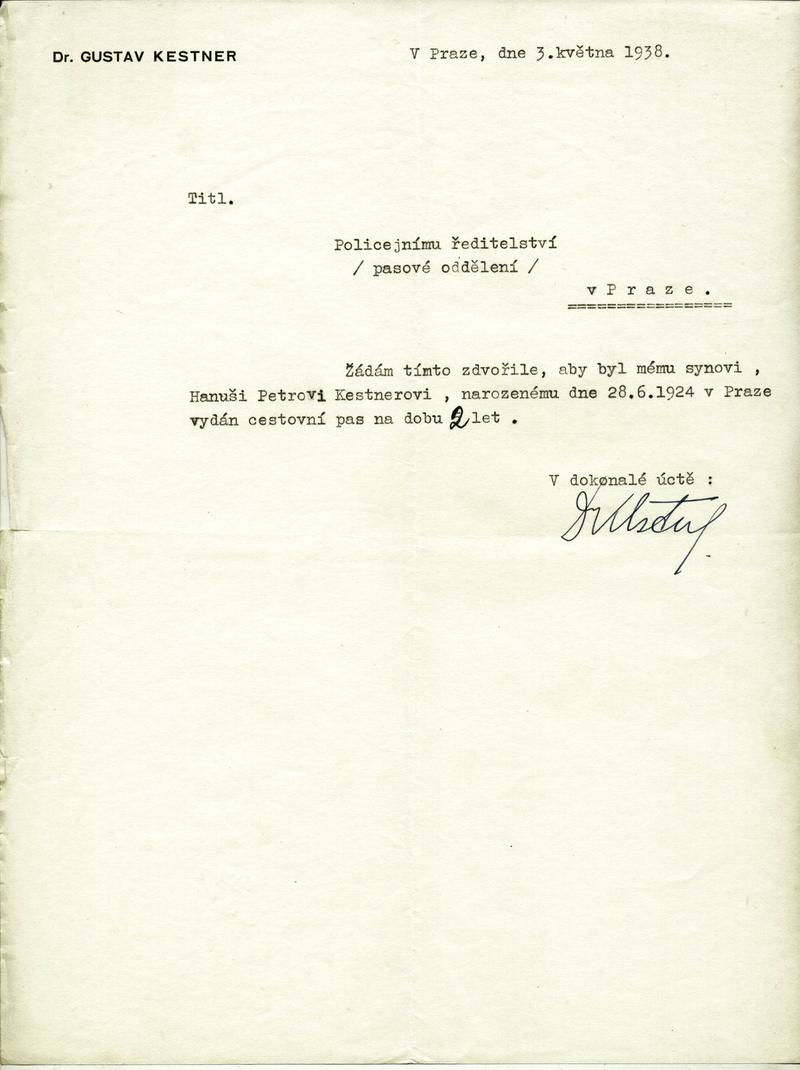 Dr. GUSTAV KESTNER
V Praze, dne 3.května 1938.
Titl.
Policejnímu ředitelství
/ pasové oddělení /
v P r a z e .
=================
Žádám tímto zdvořile, aby byl mému synovi ,
Hanuši Petrovi Kestnerovi , narozenému dne 28.6.1924 v Praze
vydán cestovní pas na dobu 2 let .
V dokonalé úctě :